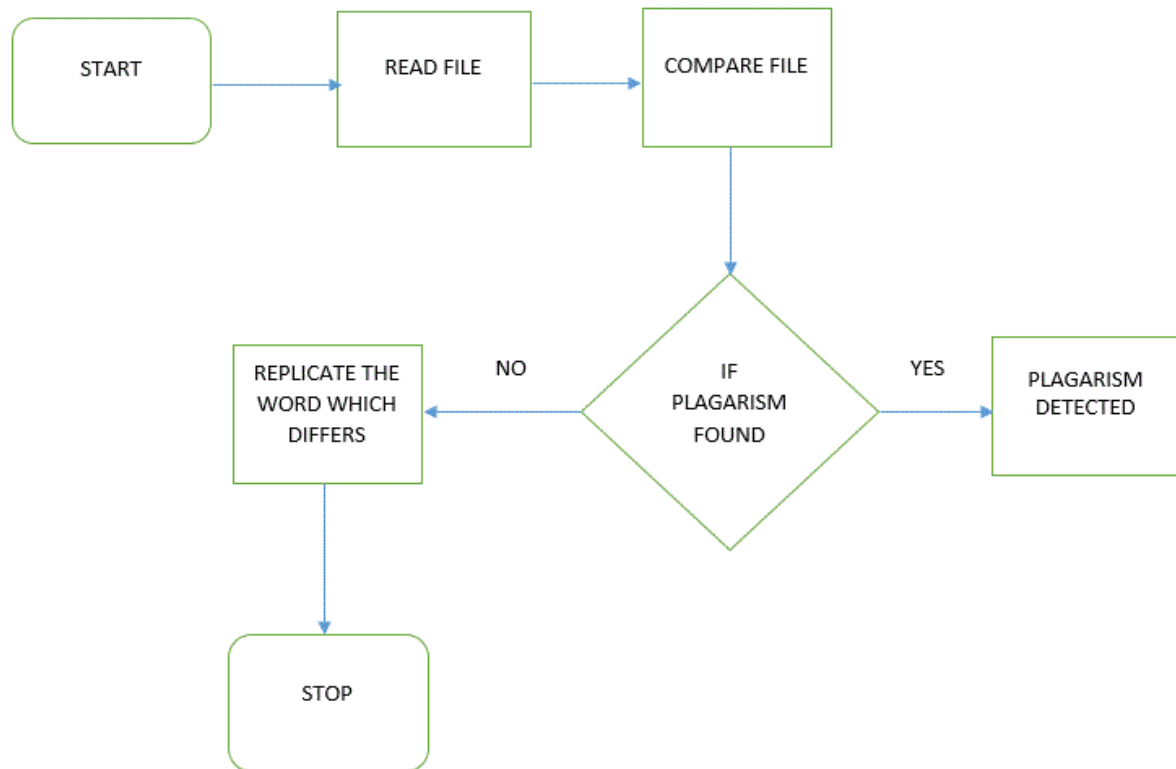 START
READ FILE
COMPARE FILE
IF
PLAGARISM
FOUND
NO
YES
REPLICATE THE
WORD WHICH
DIFFERS
PLAGARISM
DETECTED
STOP